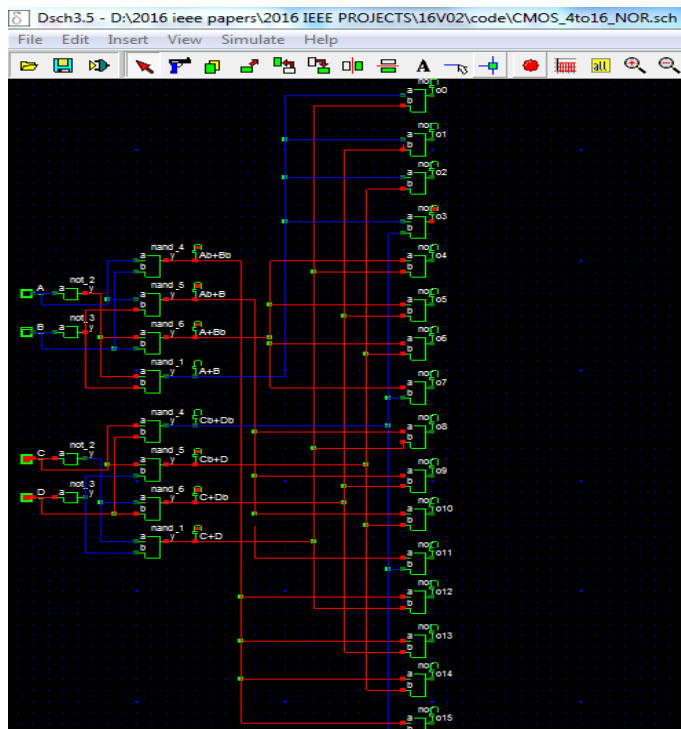 Dsch3.5 - D:\2016 ieee papers\2016 IEEE PROJECTS\16V02\code\CMOS_4to16_NOR.sch
File Edit Insert View Simulate Help
A
all
nor
o0
a
b
nor
o1
a
b
nor
o2
a
b
nor
o3
a
b
nor
o4
a
b
nor
o5
a
b
nor
o6
a
b
nor
o7
a
b
nor
o8
a
b
nor
o9
a
b
nor
o10
a
b
nor
o11
a
b
nor
o12
a
b
nor
o13
a
b
nor
o14
a
b
nor
o15
a
A
a
not_2
y
B
a
not_3
y
nand_4
a
b
y
Ab+Bb
nand_5
a
b
y
Ab+B
nand_6
a
b
y
A+Bb
nand_1
a
b
y
A+B
C
a
not_2
y
D
a
not_3
y
nand_4
a
b
y
Cb+Db
nand_5
a
b
y
Cb+D
nand_6
a
b
y
C+Db
nand_1
a
b
y
C+D